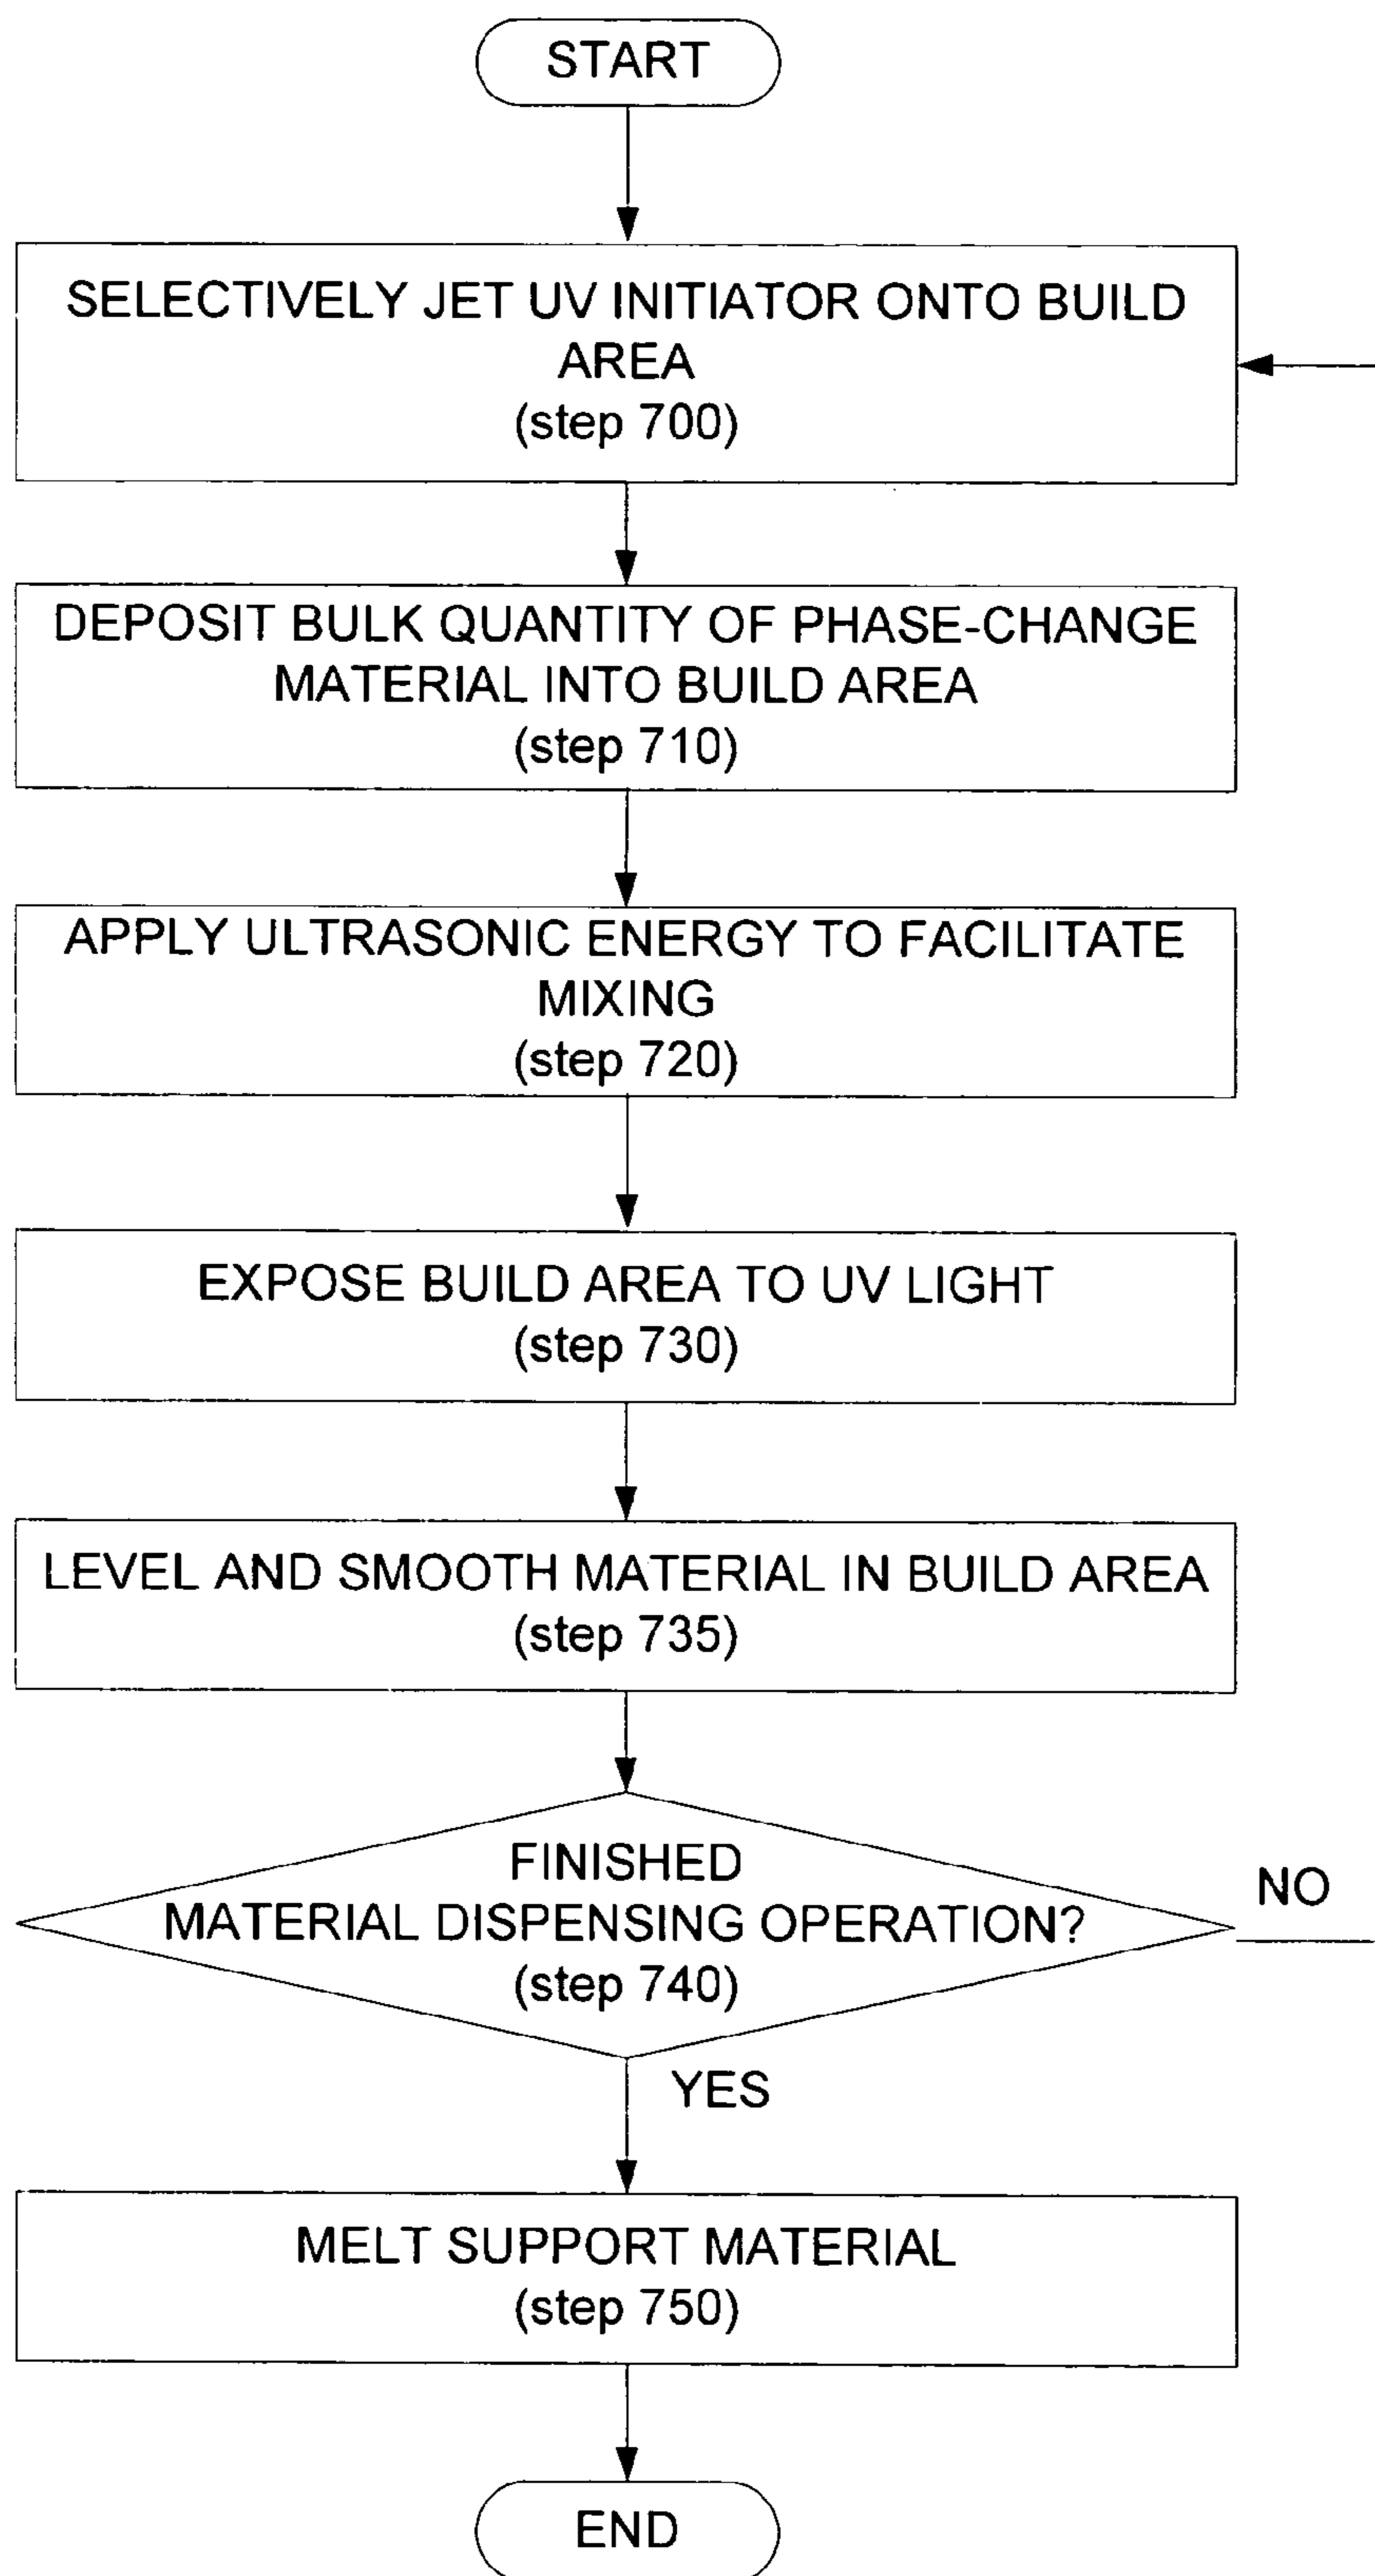 START
SELECTIVELY JET UV INITIATOR ONTO BUILD
AREA
(step 700)
DEPOSIT BULK QUANTITY OF PHASE-CHANGE
MATERIAL INTO BUILD AREA
(step 710)
APPLY ULTRASONIC ENERGY TO FACILITATE
MIXING
(step 720)
EXPOSE BUILD AREA TO UV LIGHT
(step 730)
LEVEL AND SMOOTH MATERIAL IN BUILD AREA
(step 735)
FINISHED
MATERIAL DISPENSING OPERATION?
(step 740)
NO
YES
MELT SUPPORT MATERIAL
(step 750)
END